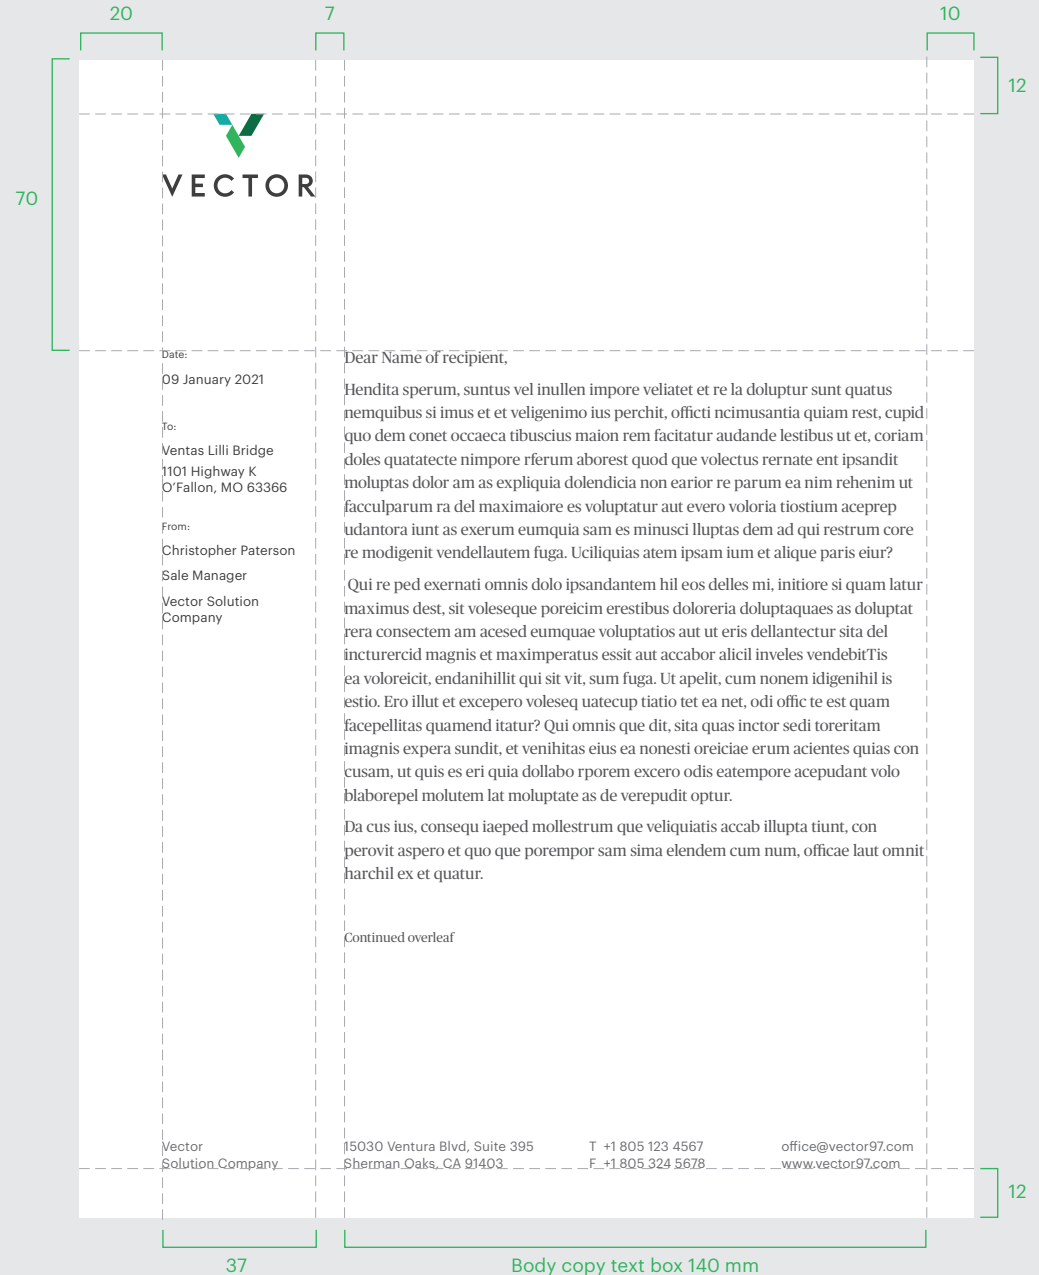 20
7
10
12
70
VECTOR
Date:
09 January 2021
To:
Ventas Lilli Bridge
1101 Highway K
O’Fallon, MO 63366
From:
Christopher Paterson
Sale Manager
Vector Solution
Company
Dear Name of recipient,
Hendita sperum, suntus vel inullen impore veliatet et re la doluptur sunt quatus
nemquibus si imus et et veligenimo ius perchit, officti ncimusantia quiam rest, cupid
quo dem conet occaeca tibuscius maion rem facitatur audande lestibus ut et, coriam
doles quatatecte nimpore rferum aborest quod que volectus rernate ent ipsandit
moluptas dolor am as expliquia dolendicia non earior re parum ea nim rehenim ut
facculparum ra del maximaiore es voluptatur aut evero voloria tiostium aceprep
udantora iunt as exerum eumquia sam es minusci lluptas dem ad qui restrum core
re modigenit vendellautem fuga. Uciliquias atem ipsam ium et alique paris eiur?
Qui re ped exernati omnis dolo ipsandantem hil eos delles mi, initiore si quam latur
maximus dest, sit voleseque poreicim erestibus doloreria doluptaquaes as doluptat
rera consectem am acesed eumquae voluptatios aut ut eris dellantectur sita del
incturercid magnis et maximperatus essit aut accabor alicil inveles vendebitTis
ea voloreicit, endanihillit qui sit vit, sum fuga. Ut apelit, cum nonem idigenihil is
estio. Ero illut et excepero voleseq uatecup tiatio tet ea net, odi offic te est quam
facepellitas quamend itatur? Qui omnis que dit, sita quas inctor sedi toreritam
imagnis expera sundit, et venihitas eius ea nonesti oreiciae erum acientes quias con
cusam, ut quis es eri quia dollabo rporem excero odis eatempore acepudant volo
blaborepel molutem lat moluptate as de verepudit optur.
Da cus ius, consequ iaeped mollestrum que veliquiatis accab illupta tiunt, con
perovit aspero et quo que porempor sam sima elendem cum num, officae laut omnit
harchil ex et quatur.
Continued overleaf
Vector
Solution Company
15030 Ventura Blvd, Suite 395
Sherman Oaks, CA 91403
T +1 805 123 4567
F +1 805 324 5678
office@vector97.com
www.vector97.com
12
37
Body copy text box 140 mm